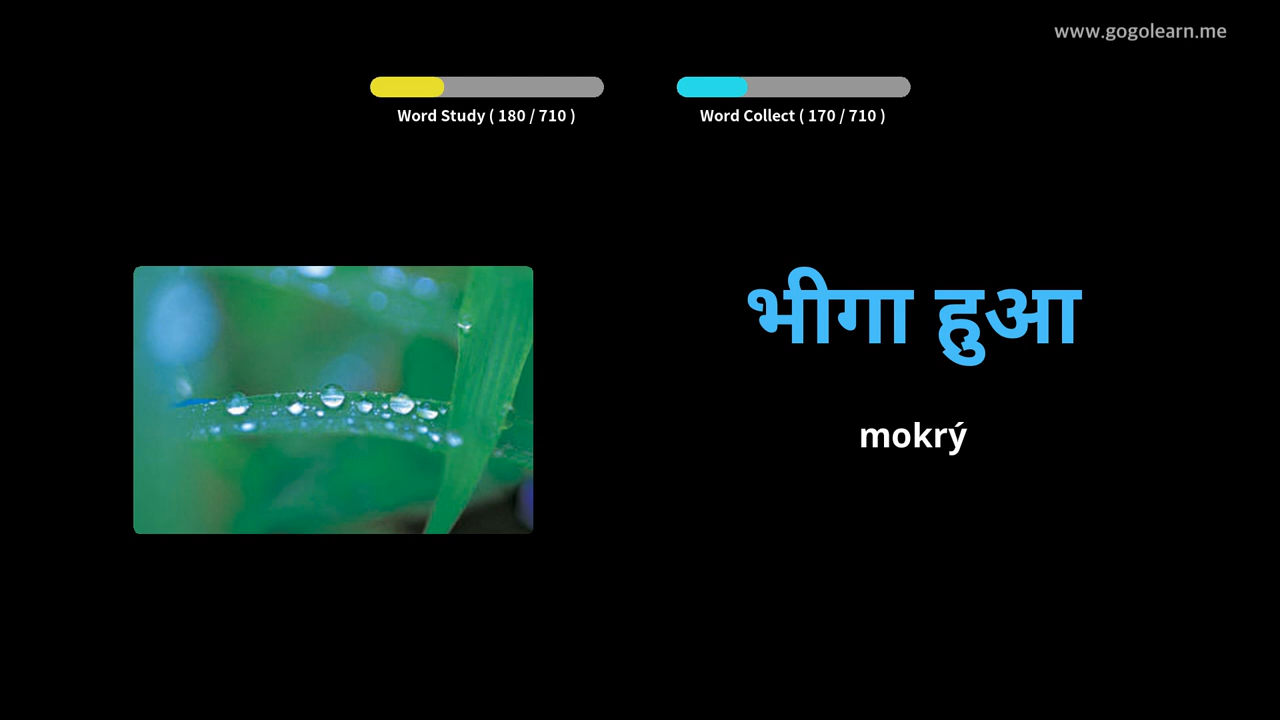 www.gogolearn.me
Word Study ( 180 / 710 )
Word Collect ( 170 / 710 )
भीगा हुआ
mokrý